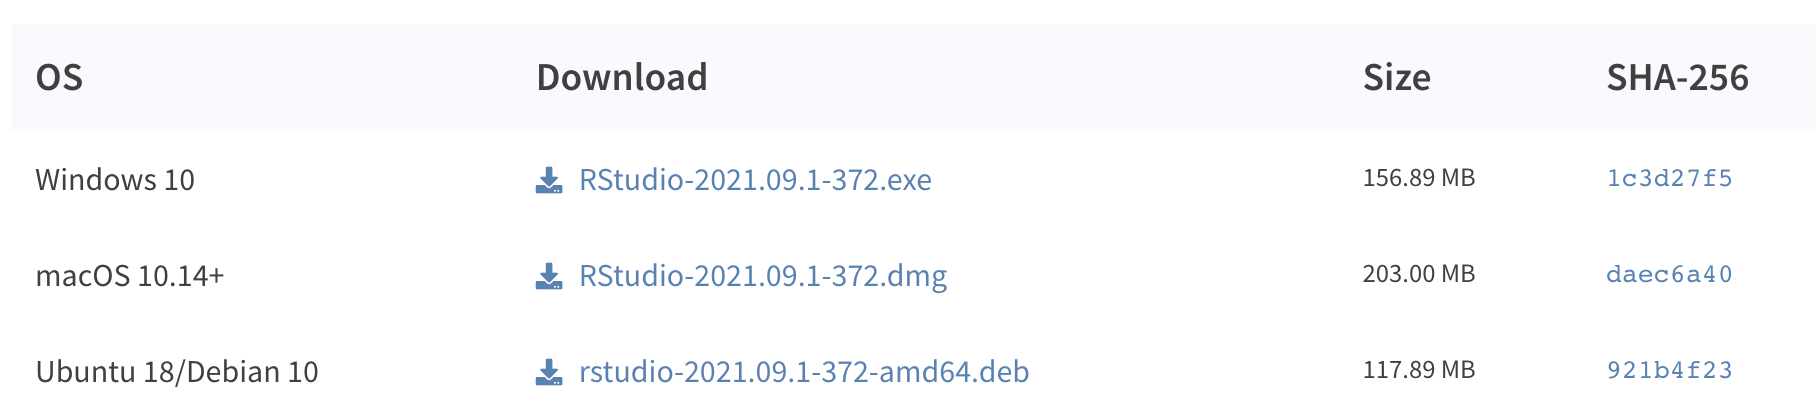 OS Download Size SHA-256
Windows 10 RStudio-2021.09.1-372.exe 156.89 MB 1c3d27f5
macOS 10.14+ RStudio-2021.09.1-372.dmg 203.00 MB daec6a40
Ubuntu 18/Debian 10 rstudio-2021.09.1-372-amd64.deb 117.89 MB 921b4f23